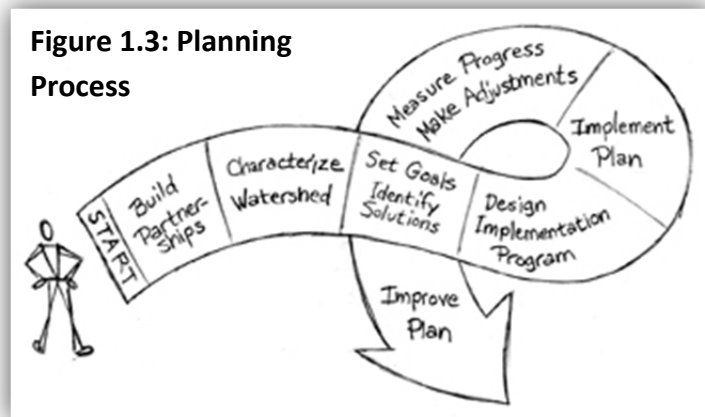 Figure 1.3: Planning
Process
START
Build
Partner-
ships
Characterize
Watershed
Set Goals
Identify
Solutions
Design
Implementation
Program
Implement
Plan
Measure Progress
Make Adjustments
Improve
Plan